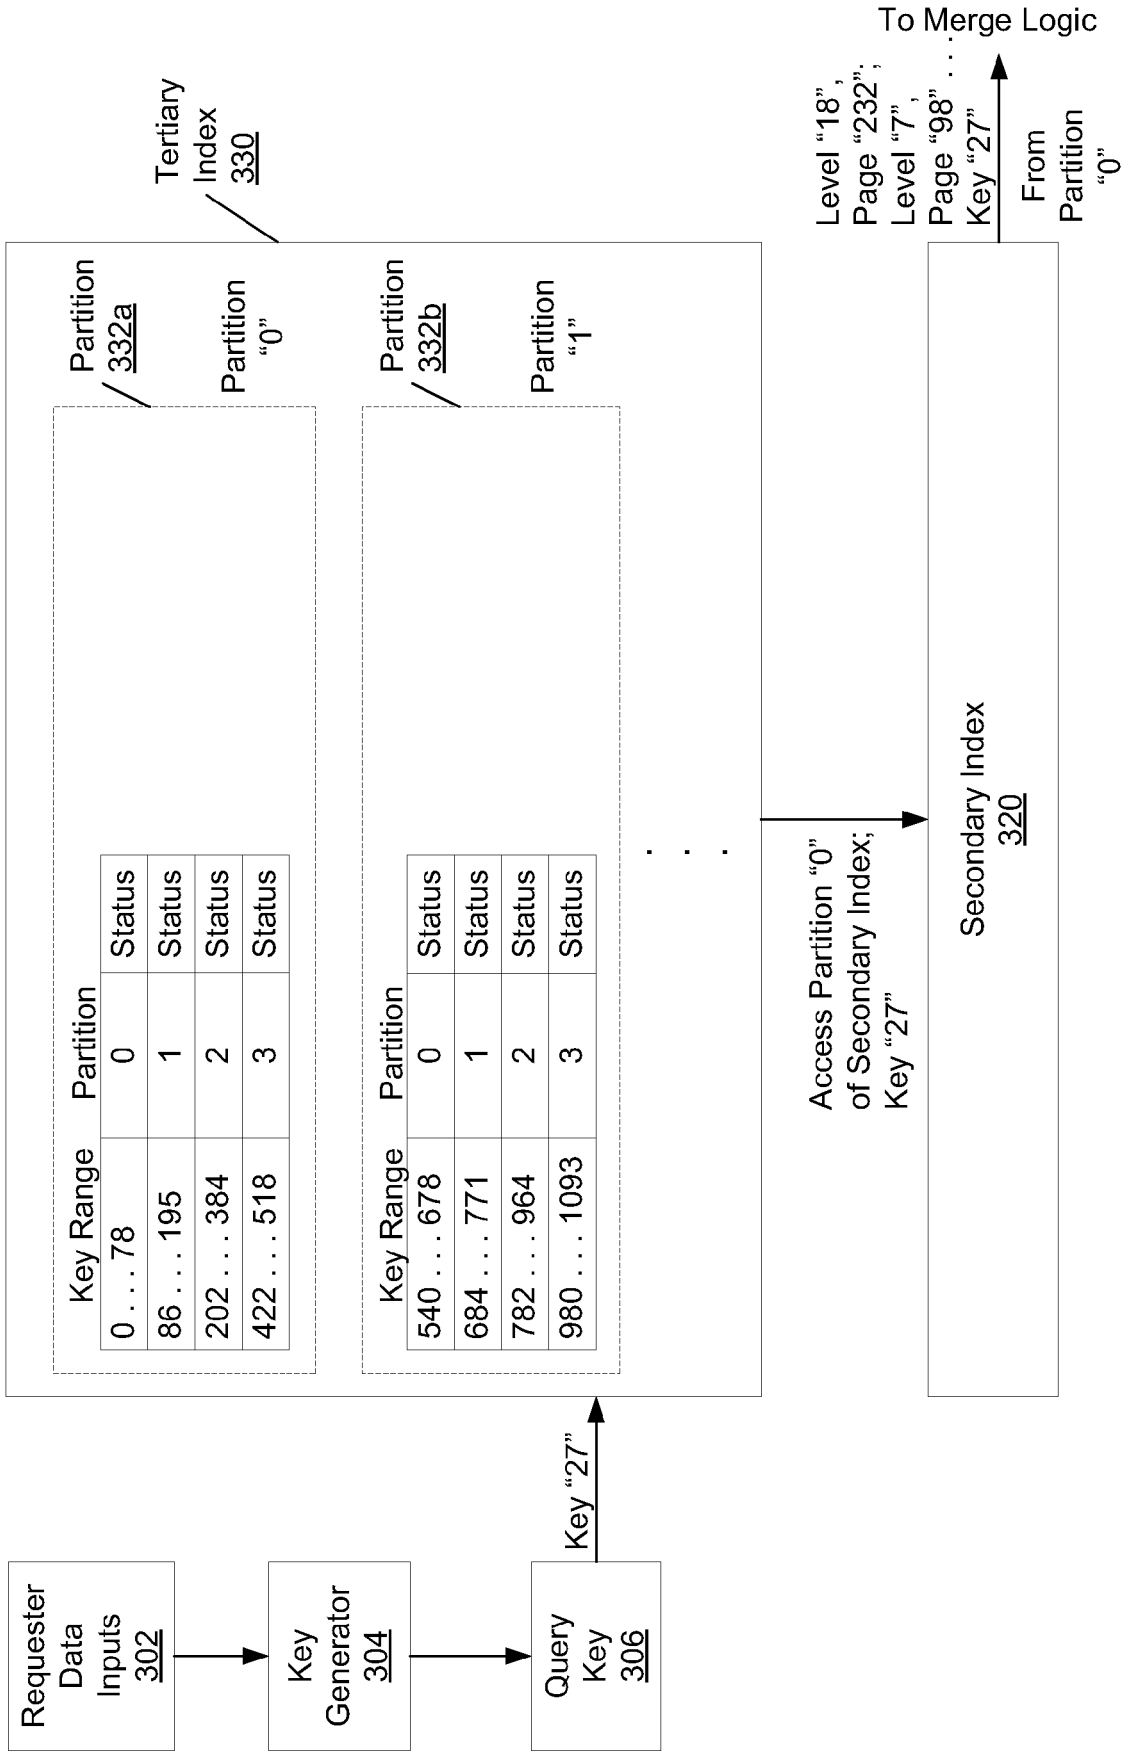 Requester
Data
Inputs
302
Key
Generator
304
Query
Key
306
Key “27”
Tertiary
Index
330
Partition
332a
Partition
“0”
Key Range Partition
0 . . . 78 0 Status
86 . . . 195 1 Status
202 . . . 384 2 Status
422 . . . 518 3 Status
Partition
332b
Partition
“1”
Key Range Partition
540 . . . 678 0 Status
684 . . . 771 1 Status
782 . . . 964 2 Status
980 . . . 1093 3 Status
. . .
Access Partition “0”
of Secondary Index;
Key “27”
Secondary Index
320
Level “18”,
Page “232”;
Level “7”,
Page “98” . . .
Key “27”
From
Partition
“0”
To Merge Logic